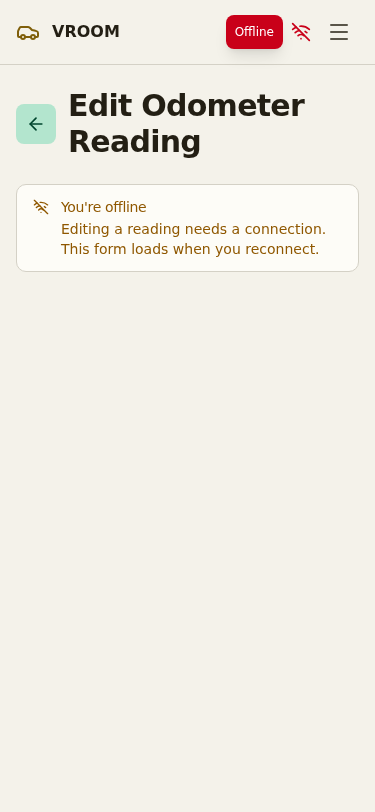 VROOM
Offline
Edit Odometer
Reading
You're offline
Editing a reading needs a connection.
This form loads when you reconnect.